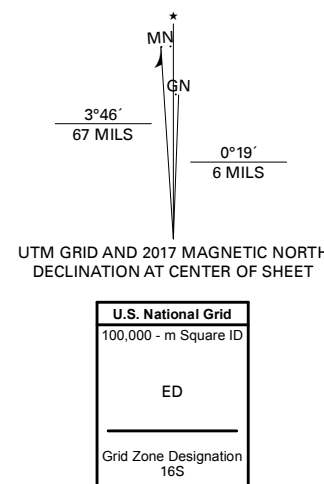 ★
MN
GN
3°46´
67 MILS
0°19´
6 MILS
UTM GRID AND 2017 MAGNETIC NORTH
DECLINATION AT CENTER OF SHEET
U.S. National Grid
100,000 - m Square ID
ED
Grid Zone Designation
16S